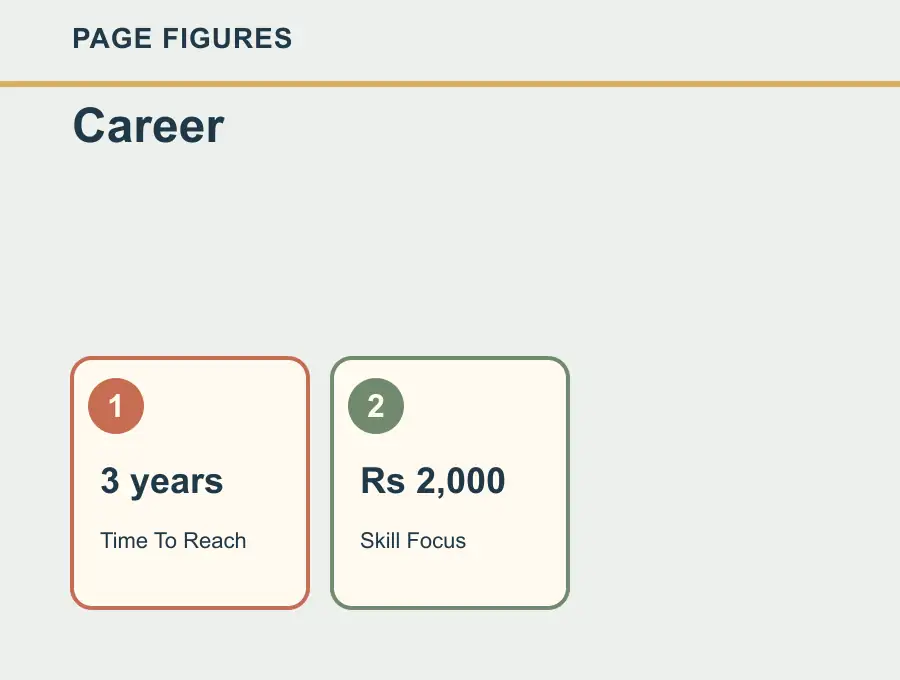 PAGE FIGURES
Career
1
3 years
Time To Reach
2
Rs 2,000
Skill Focus